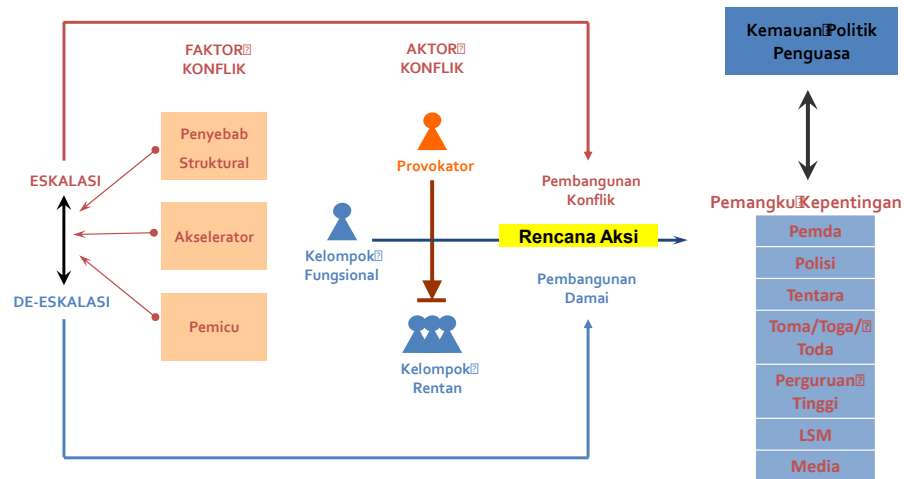 FAKTOR
KONFLIK
AKTOR
KONFLIK
Kemauan Politik
Penguasa
Penyebab
Struktural
Provokator
ESKALASI
Pembangunan
Konflik
Pemangku Kepentingan
Akselerator
Kelompok
Fungsional
Rencana Aksi
Pemda
Polisi
DE-ESKALASI
Pembangunan
Damai
Tentara
Pemicu
Toma/Toga/
Toda
Kelompok
Rentan
Perguruan
Tinggi
LSM
Media